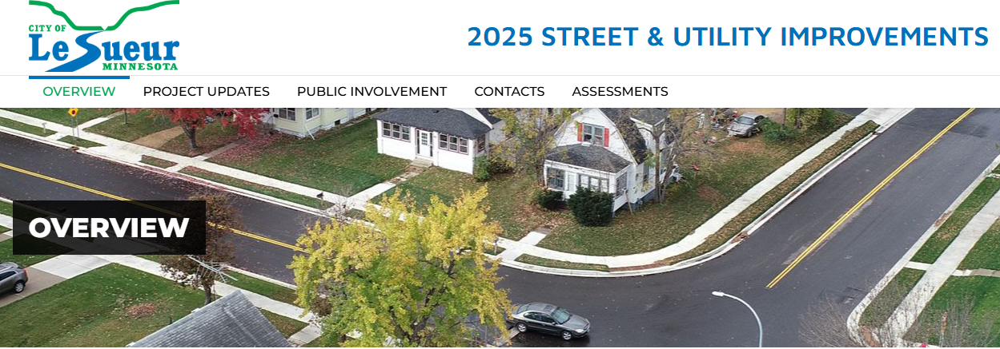 CITY OF
Le Sueur
MINNESOTA
2025 STREET & UTILITY IMPROVEMENTS
OVERVIEW PROJECT UPDATES PUBLIC INVOLVEMENT CONTACTS ASSESSMENTS
OVERVIEW